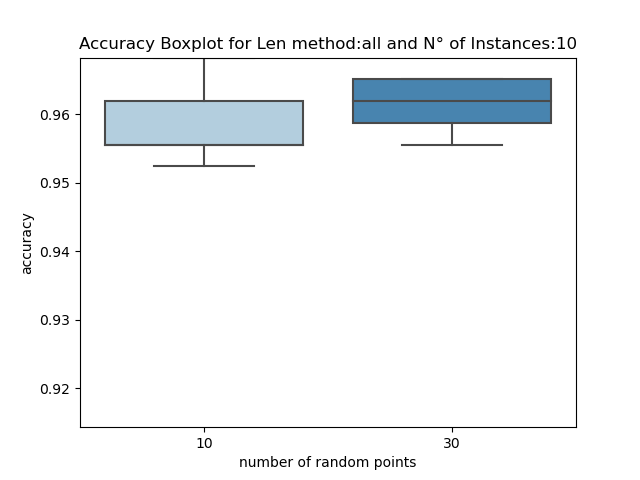 Accuracy Boxplot for Len method:all and N° of Instances:10
0.96
0.95
0.94
0.93
0.92
accuracy
10
30
number of random points